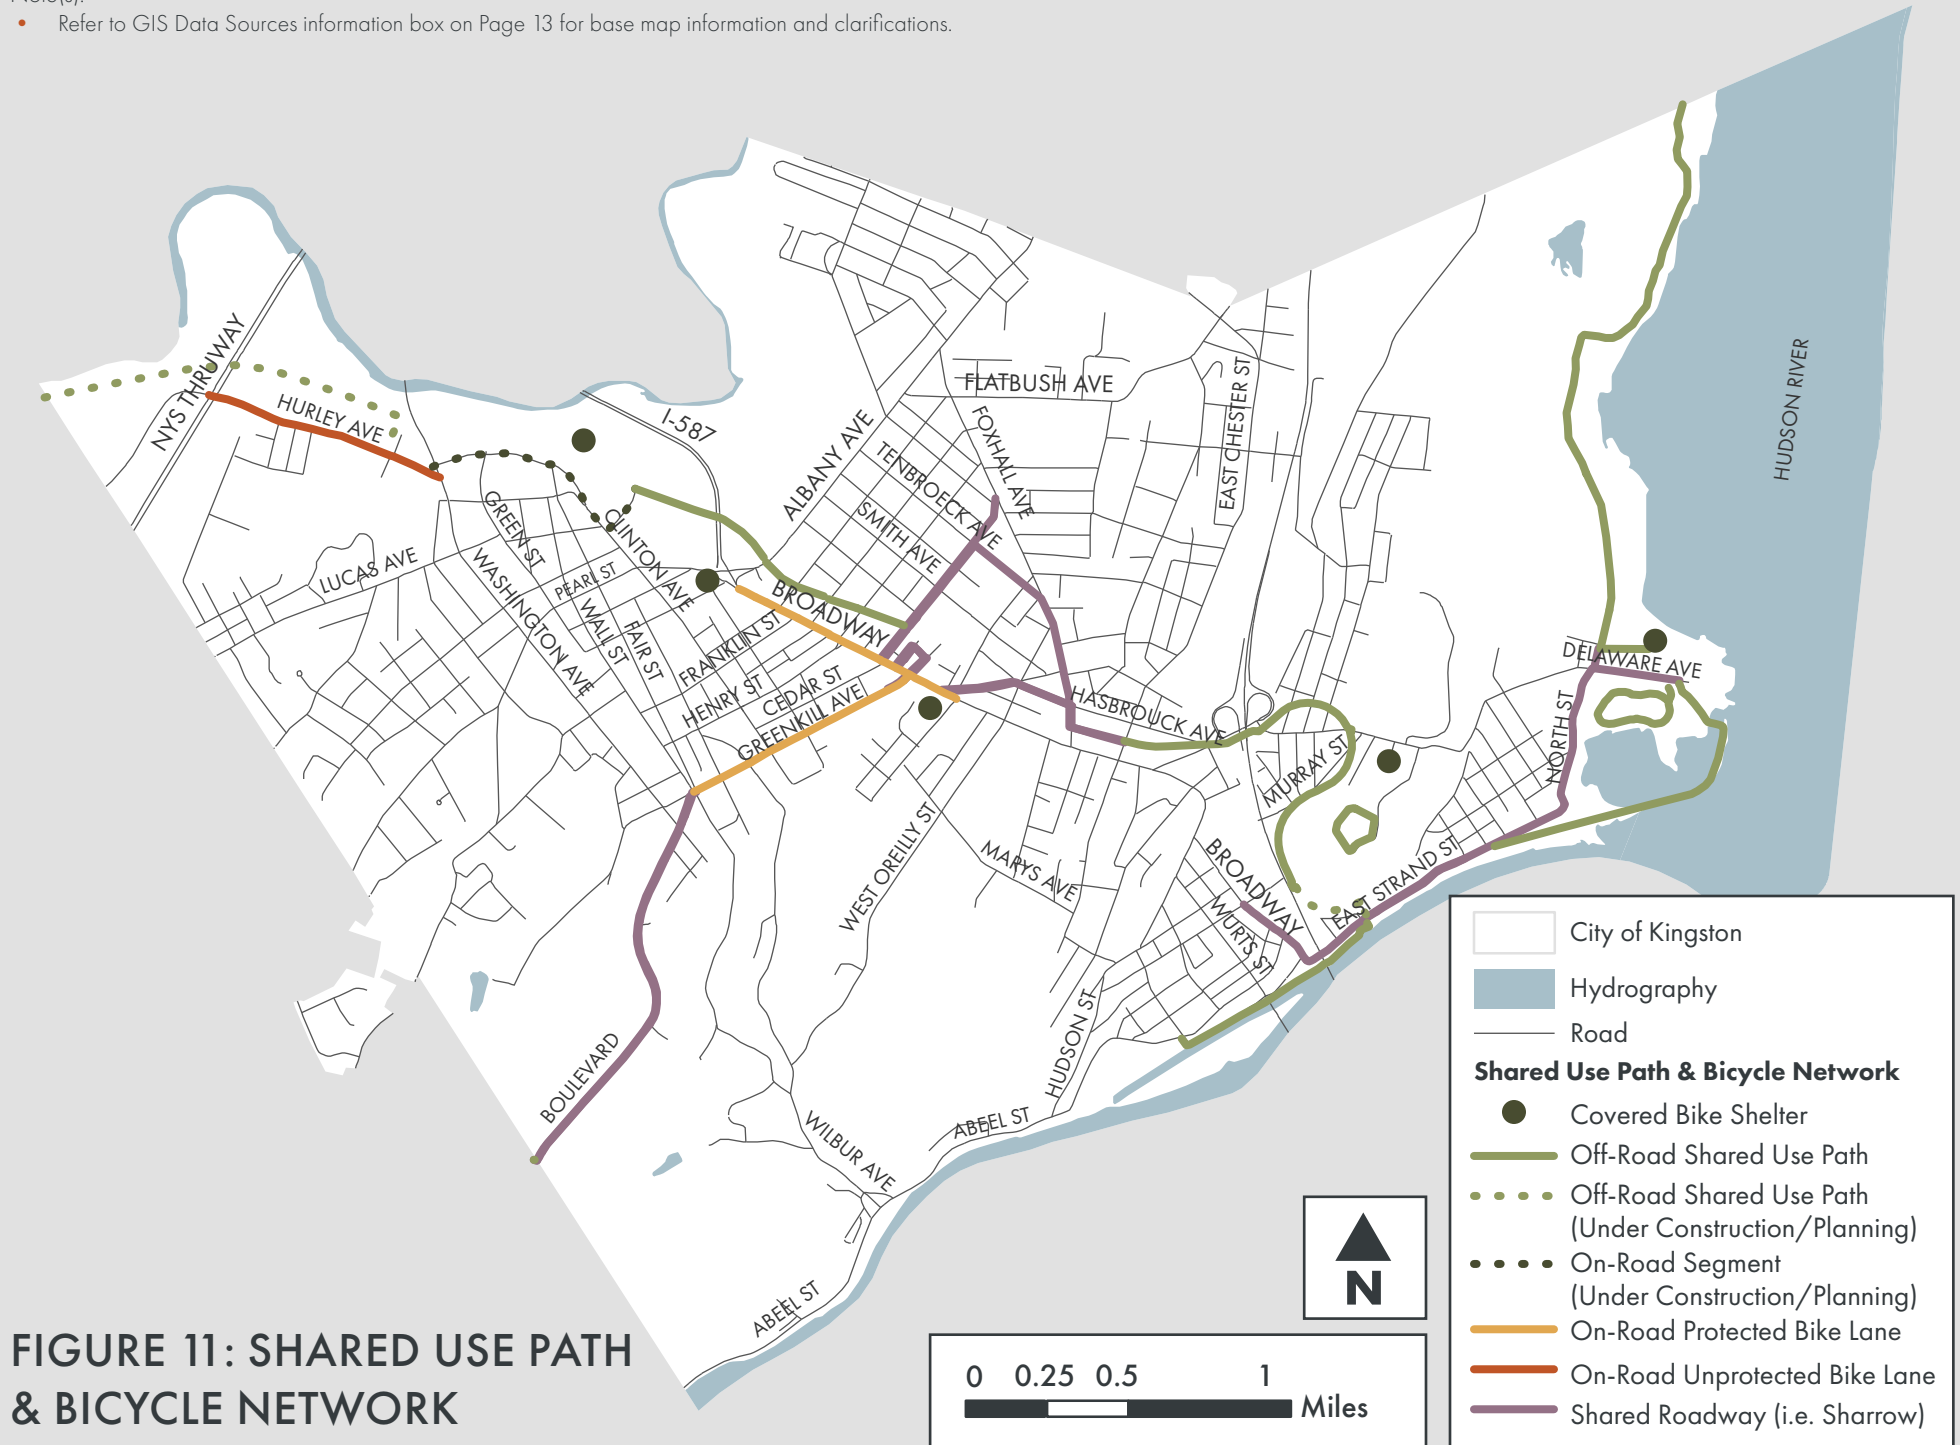 Note(s):
• Refer to GIS Data Sources information box on Page 13 for base map information and clarifications.
NYS THRUWAY
HURLEY AVE
I-587
LUCAS AVE
GREEN ST
WASHINGTON AVE
PEARL ST
WALL ST
FAIR ST
CLINTON AVE
FRANKLIN ST
HENRY ST
CEDAR ST
GREENKILL AVE
BROADWAY
ALBANY AVE
TENBROECK AVE
SMITH AVE
FOXHALL AVE
FLATBUSH AVE
EAST CHESTER ST
HUDSON RIVER
DELAWARE AVE
NORTH ST
HASBROUCK AVE
MURRAY ST
EAST STRAND ST
BROADWAY
WURTS ST
MARYS AVE
WEST OREILLY ST
HUDSON ST
ABEEL ST
WILBUR AVE
BOULEVARD
ABEEL ST
City of Kingston
Hydrography
Road
Shared Use Path & Bicycle Network
Covered Bike Shelter
Off-Road Shared Use Path
Off-Road Shared Use Path
(Under Construction/Planning)
On-Road Segment
(Under Construction/Planning)
On-Road Protected Bike Lane
On-Road Unprotected Bike Lane
Shared Roadway (i.e. Sharrow)
N
0 0.25 0.5 1
Miles
FIGURE 11: SHARED USE PATH
& BICYCLE NETWORK